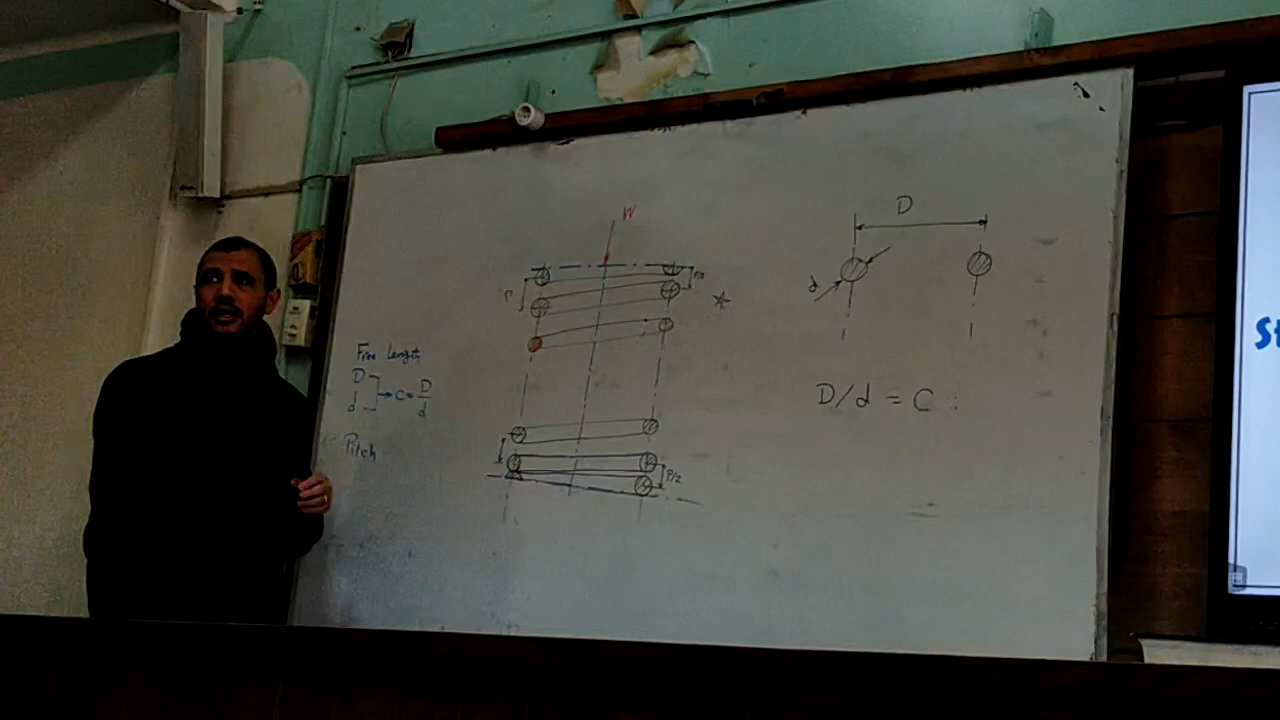 W
D
P
P/2
d
Free Length
D
d → C = D/d
Pitch
D/d = C
P/2
St